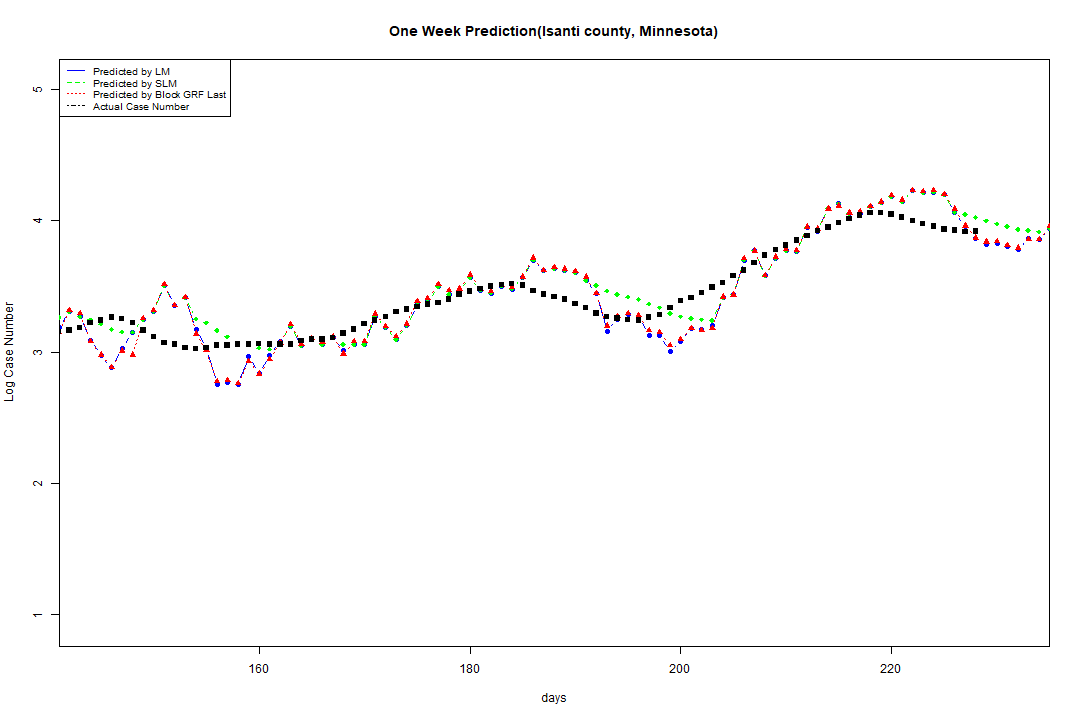 One Week Prediction(Isanti county, Minnesota)
Predicted by LM
Predicted by SLM
Predicted by Block GRF Last
Actual Case Number
5
4
3
2
1
Log Case Number
160 180 200 220
days